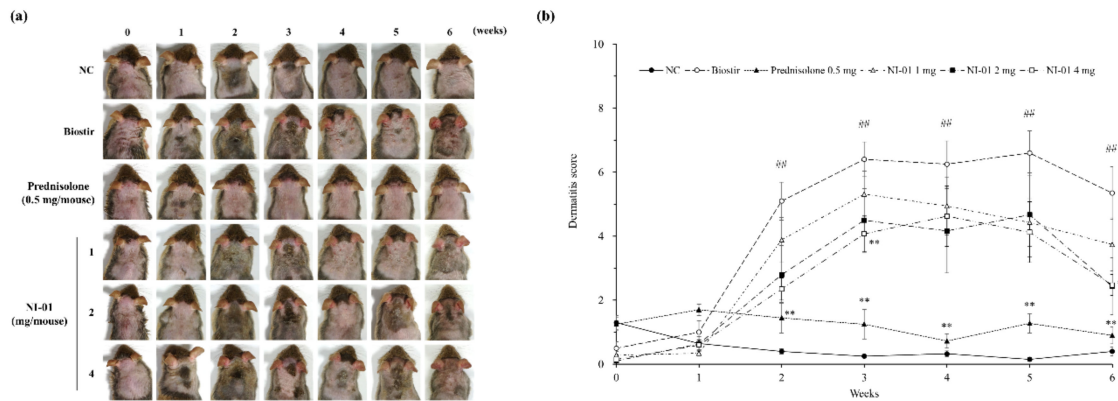 (a)
0 1 2 3 4 5 6 (weeks)
NC
Biostir
Prednisolone
(0.5 mg/mouse)
1
NI-01
(mg/mouse)
2
4
(b)
10
8
6
4
2
0
Dermatitis score
NC Biostir Prednisolone 0.5 mg NI-01 1 mg NI-01 2 mg NI-01 4 mg
##
##
##
##
##
**
**
**
**
**
**
0 1 2 3 4 5 6
Weeks